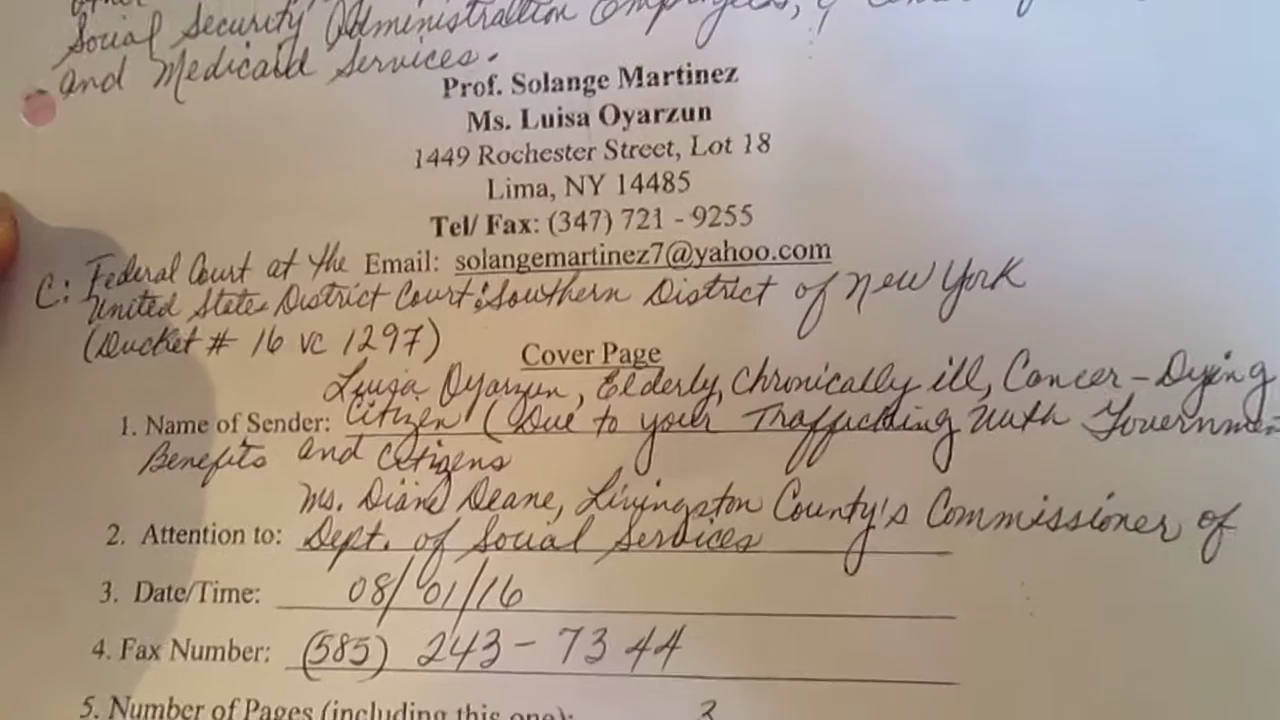 Social Security Administration Employees, &
and Medicaid Services.
Prof. Solange Martinez
Ms. Luisa Oyarzun
1449 Rochester Street, Lot 18
Lima, NY 14485
Tel/ Fax: (347) 721 - 9255
Email: solangemartinez7@yahoo.com
C: Federal Court at the
United States District Court: Southern District of New York
(Ducket # 16 vc 1297)
Cover Page
Luisa Oyarzun, Elderly, Chronically ill, Cancer-Dying
1. Name of Sender: Citizen (Due to your Trafficking with Governmen
Benefits and Citizens
Ms. Diane Deane, Livingston County's Commissioner of
2. Attention to: Dept. of Social Services
3. Date/Time: 08/01/16
4. Fax Number: (585) 243-7344
5. Number of Pages (including this one): 3